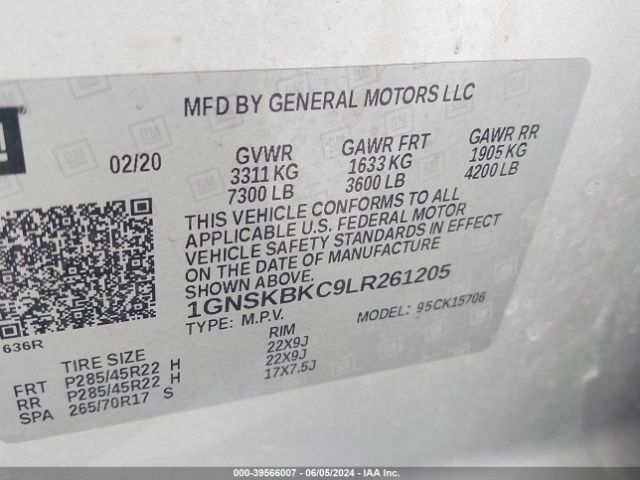 GM
MFD BY GENERAL MOTORS LLC
02/20
GVWR GAWR FRT GAWR RR
3311 KG 1633 KG 1905 KG
7300 LB 3600 LB 4200 LB
THIS VEHICLE CONFORMS TO ALL
APPLICABLE U.S. FEDERAL MOTOR
VEHICLE SAFETY STANDARDS IN EFFECT
ON THE DATE OF MANUFACTURE
SHOWN ABOVE.
1GNSKBKC9LR261205
TYPE: M.P.V. MODEL: 95CK15706
636R
TIRE SIZE RIM
FRT P285/45R22 H 22X9J
RR P285/45R22 H 22X9J
SPA 265/70R17 S 17X7.5J
000-39566007 - 06/05/2024 - IAA Inc.